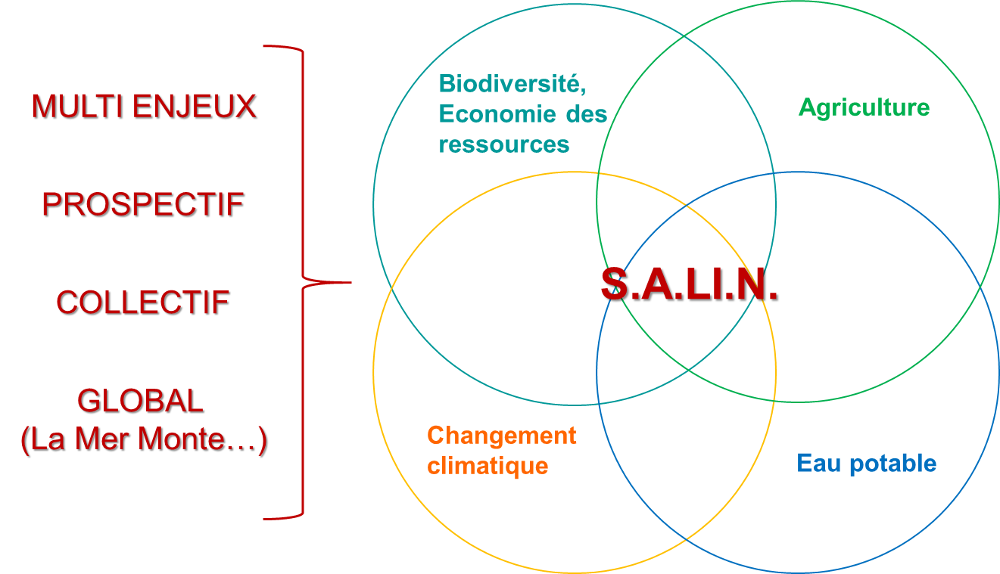 MULTI ENJEUX
PROSPECTIF
COLLECTIF
GLOBAL
(La Mer Monte…)
Biodiversité,
Economie des
ressources
Agriculture
S.A.LI.N.
Changement
climatique
Eau potable